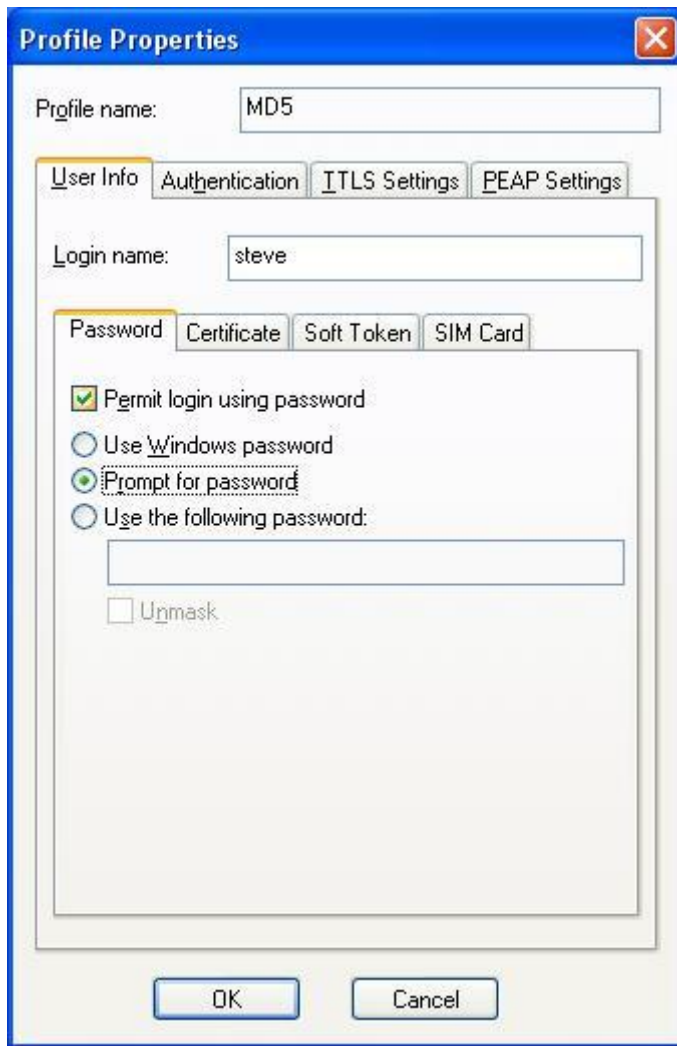 Profile Properties
Profile name: MD5
User Info Authentication TTLS Settings PEAP Settings
Login name: steve
Password Certificate Soft Token SIM Card
Permit login using password
Use Windows password
Prompt for password
Use the following password:
Unmask
OK Cancel